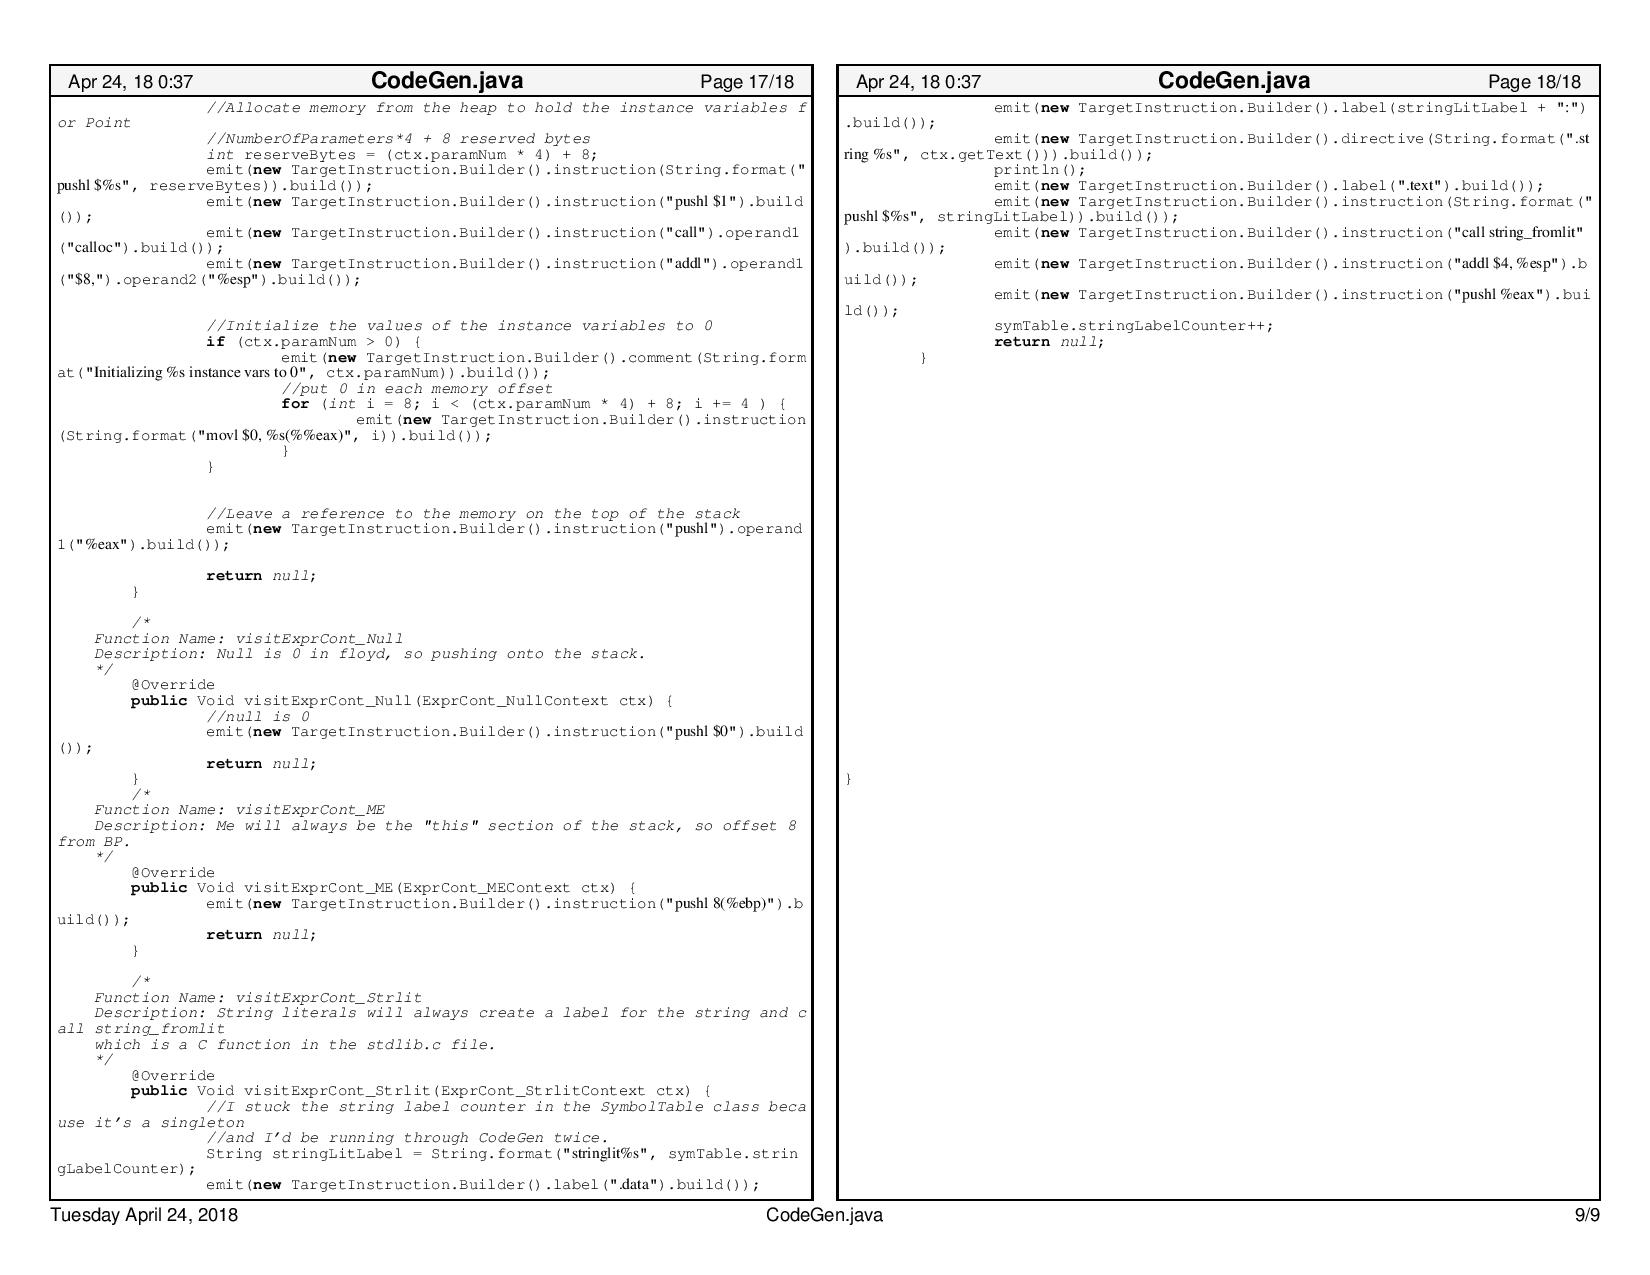 Apr 24, 18 0:37 CodeGen.java Page 17/18
//Allocate memory from the heap to hold the instance variables f
or Point
//NumberOfParameters*4 + 8 reserved bytes
int reserveBytes = (ctx.paramNum * 4) + 8;
emit(new TargetInstruction.Builder().instruction(String.format("
pushl $%s", reserveBytes)).build());
emit(new TargetInstruction.Builder().instruction("pushl $1").build
());
emit(new TargetInstruction.Builder().instruction("call").operand1
("calloc").build());
emit(new TargetInstruction.Builder().instruction("addl").operand1
("$8,").operand2("%esp").build());
//Initialize the values of the instance variables to 0
if (ctx.paramNum > 0) {
emit(new TargetInstruction.Builder().comment(String.form
at("Initializing %s instance vars to 0", ctx.paramNum)).build());
//put 0 in each memory offset
for (int i = 8; i < (ctx.paramNum * 4) + 8; i += 4 ) {
emit(new TargetInstruction.Builder().instruction
(String.format("movl $0, %s(%%eax)", i)).build());
}
}
//Leave a reference to the memory on the top of the stack
emit(new TargetInstruction.Builder().instruction("pushl").operand
1("%eax").build());
return null;
}
/*
Function Name: visitExprCont_Null
Description: Null is 0 in floyd, so pushing onto the stack.
*/
@Override
public Void visitExprCont_Null(ExprCont_NullContext ctx) {
//null is 0
emit(new TargetInstruction.Builder().instruction("pushl $0").build
());
return null;
}
/*
Function Name: visitExprCont_ME
Description: Me will always be the "this" section of the stack, so offset 8
from BP.
*/
@Override
public Void visitExprCont_ME(ExprCont_MEContext ctx) {
emit(new TargetInstruction.Builder().instruction("pushl 8(%ebp)").b
uild());
return null;
}
/*
Function Name: visitExprCont_Strlit
Description: String literals will always create a label for the string and c
all string_fromlit
which is a C function in the stdlib.c file.
*/
@Override
public Void visitExprCont_Strlit(ExprCont_StrlitContext ctx) {
//I stuck the string label counter in the SymbolTable class beca
use it's a singleton
//and I'd be running through CodeGen twice.
String stringLitLabel = String.format("stringlit%s", symTable.strin
gLabelCounter);
emit(new TargetInstruction.Builder().label(".data").build());
Apr 24, 18 0:37 CodeGen.java Page 18/18
emit(new TargetInstruction.Builder().label(stringLitLabel + ":")
.build());
emit(new TargetInstruction.Builder().directive(String.format(".st
ring %s", ctx.getText())).build());
println();
emit(new TargetInstruction.Builder().label(".text").build());
emit(new TargetInstruction.Builder().instruction(String.format("
pushl $%s", stringLitLabel)).build());
emit(new TargetInstruction.Builder().instruction("call string_fromlit"
).build());
emit(new TargetInstruction.Builder().instruction("addl $4, %esp").b
uild());
emit(new TargetInstruction.Builder().instruction("pushl %eax").bui
ld());
symTable.stringLabelCounter++;
return null;
}
}
Tuesday April 24, 2018 CodeGen.java 9/9